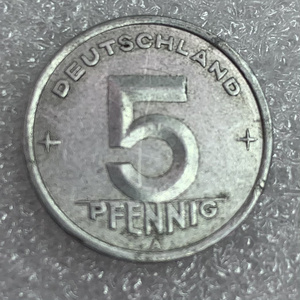 DEUTSCHLAND
5
PFENNIG
A